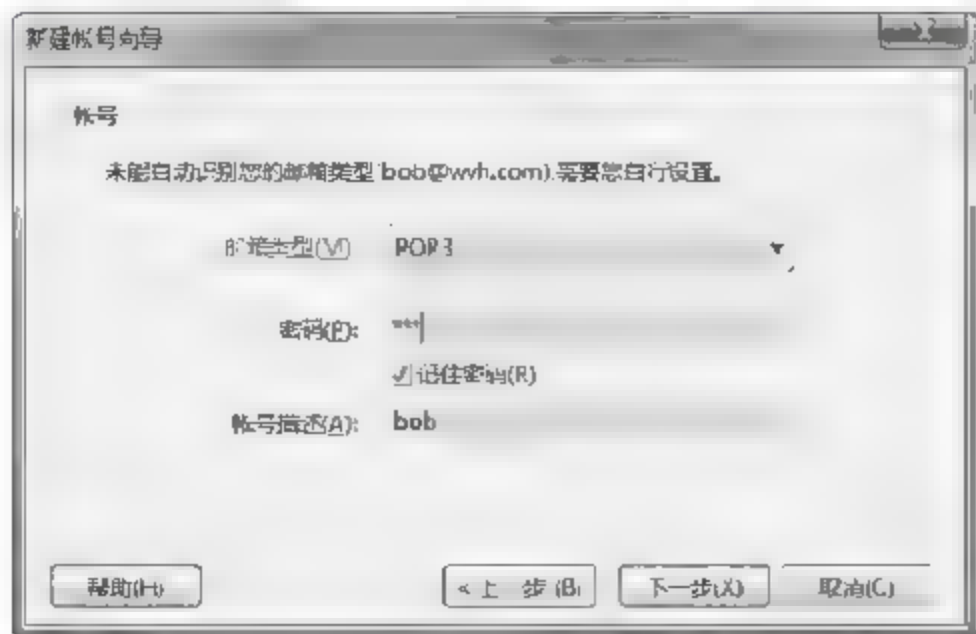 新建帐号向导
帐号
未能自动识别您的邮箱类型(bob@wvh.com),需要您自行设置。
邮箱类型(V)
POP3
密码(P):
***
记住密码(R)
帐号描述(A):
bob
帮助(H)
< 上一步(B)
下一步(X)
取消(C)